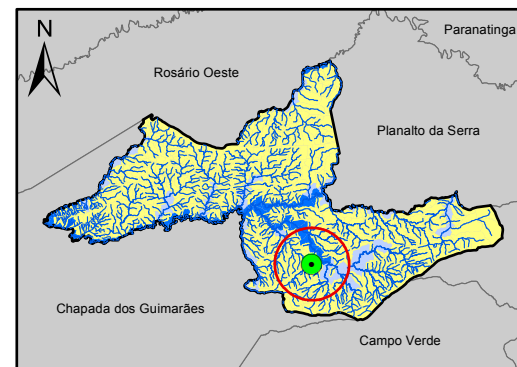 N
Paranatinga
Rosário Oeste
Planalto da Serra
Chapada dos Guimarães
Campo Verde